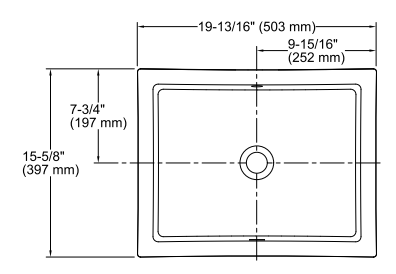 19-13/16" (503 mm)
9-15/16"
(252 mm)
7-3/4"
(197 mm)
15-5/8"
(397 mm)